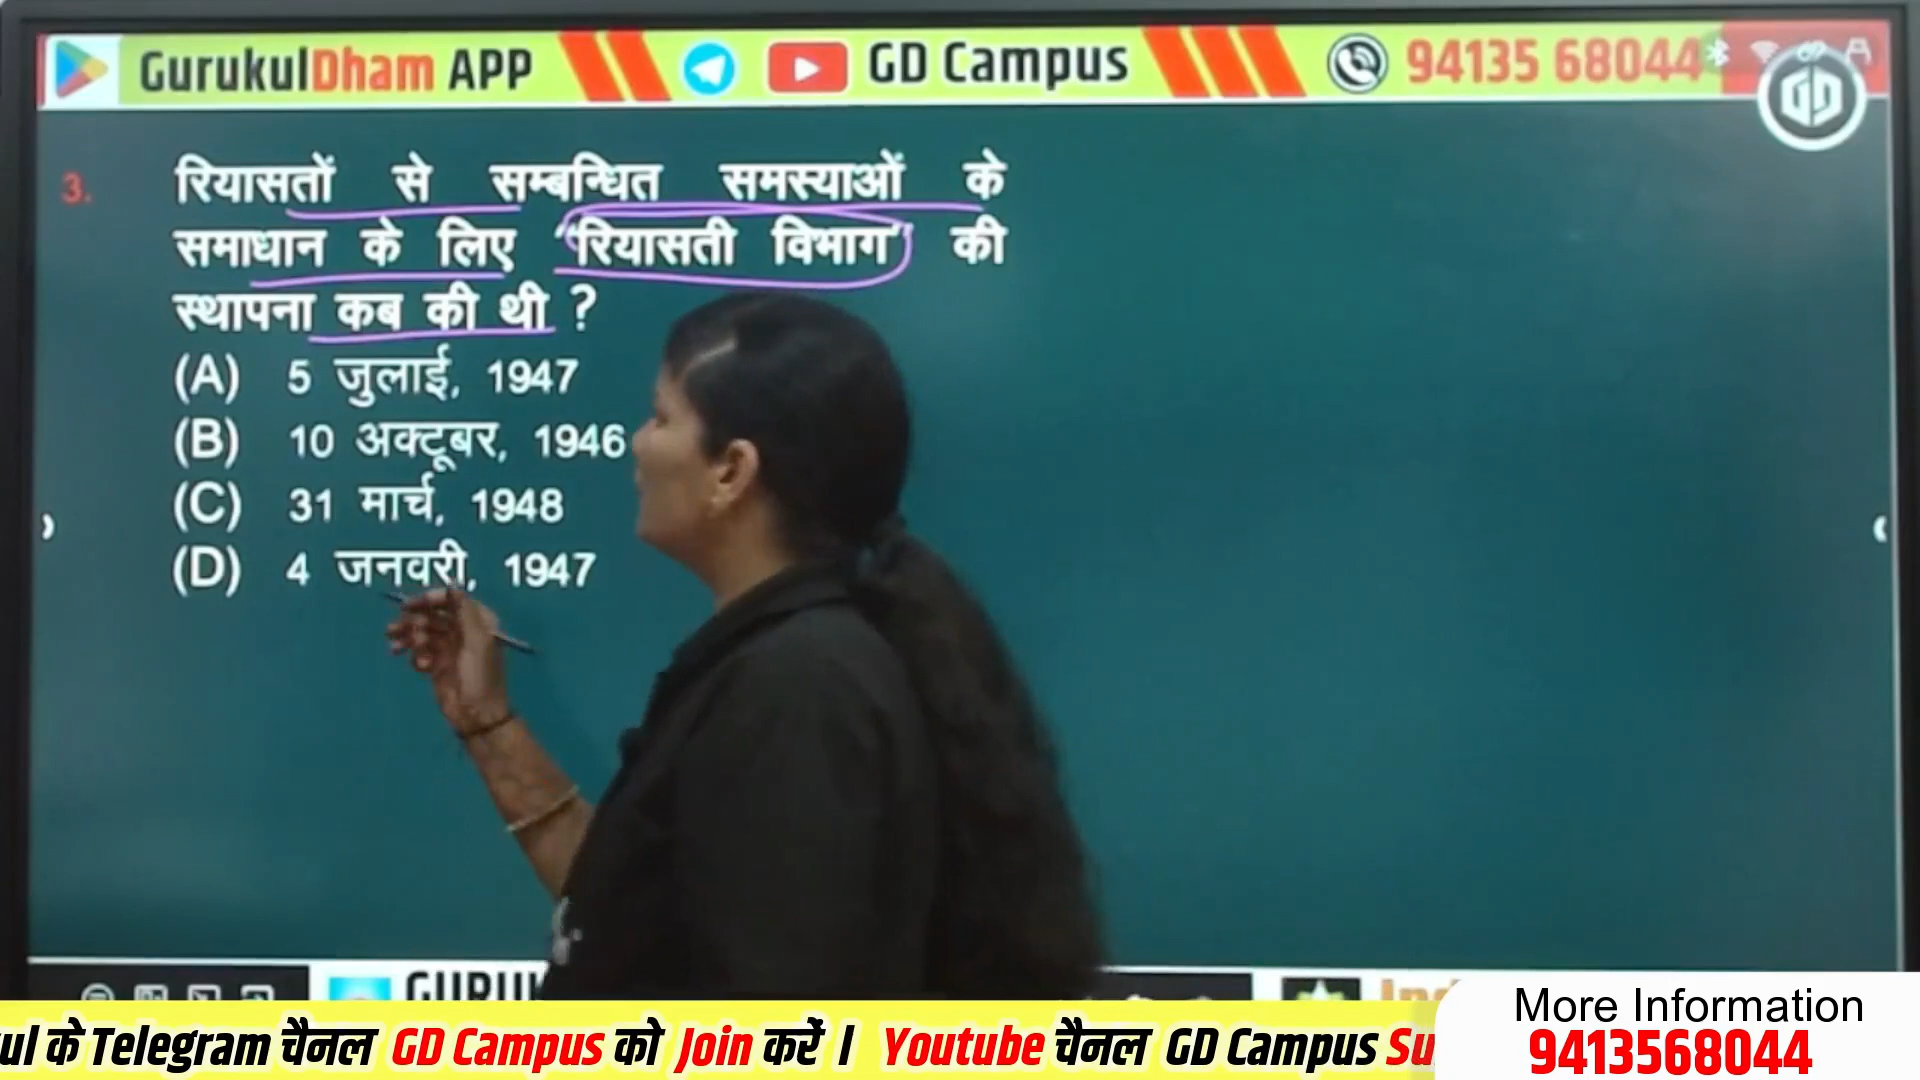 GurukulDham APP
GD Campus
94135 68044
3. रियासतों से सम्बन्धित समस्याओं के
समाधान के लिए "रियासती विभाग" की
स्थापना कब की थी ?
(A) 5 जुलाई, 1947
(B) 10 अक्टूबर, 1946
(C) 31 मार्च, 1948
(D) 4 जनवरी, 1947
More Information
9413568044
के Telegram चैनल GD Campus को Join करें । Youtube चैनल GD Campus